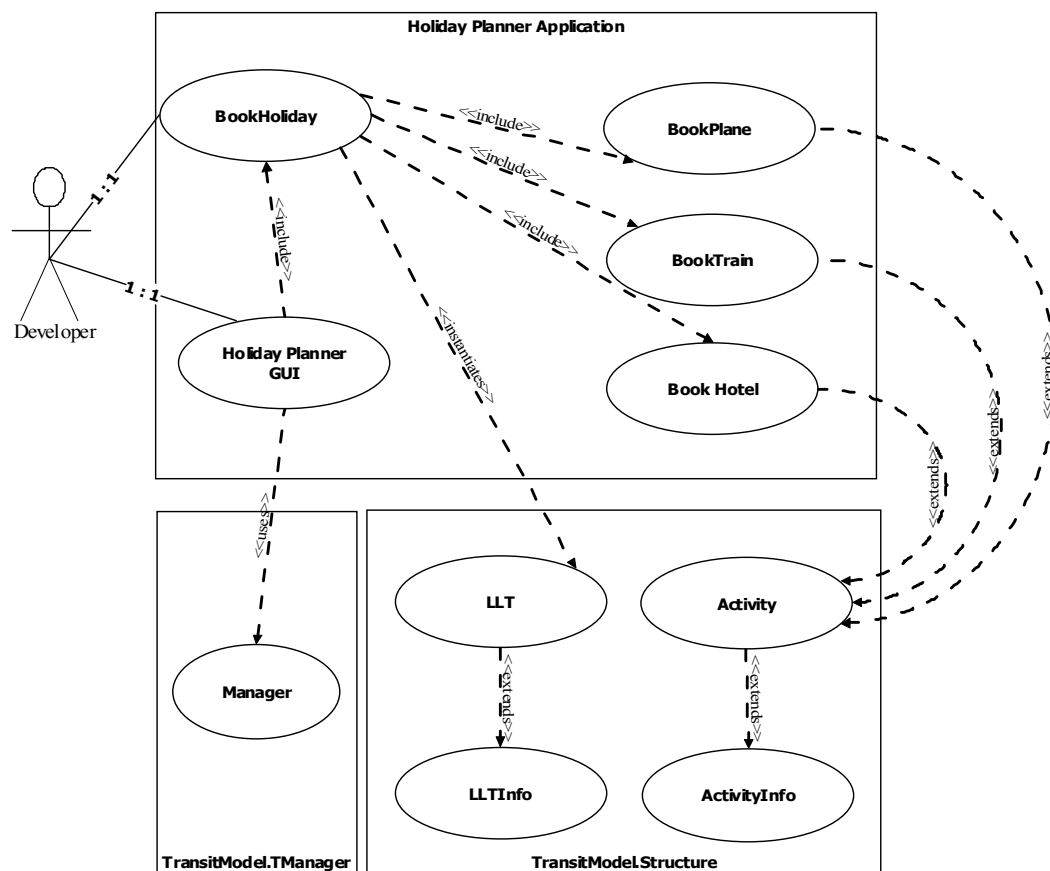 Holiday Planner Application
BookHoliday
<<include>>
BookPlane
<<include>>
1 : 1
<<include>>
<<include>>
BookTrain
1 : 1
Developer
Holiday Planner
GUI
<<instantiates>>
Book Hotel
<<extends>>
<<extends>>
<<extends>>
<<uses>>
LLT
Activity
<<extends>>
<<extends>>
Manager
LLTInfo
ActivityInfo
TransitModel.TManager
TransitModel.Structure